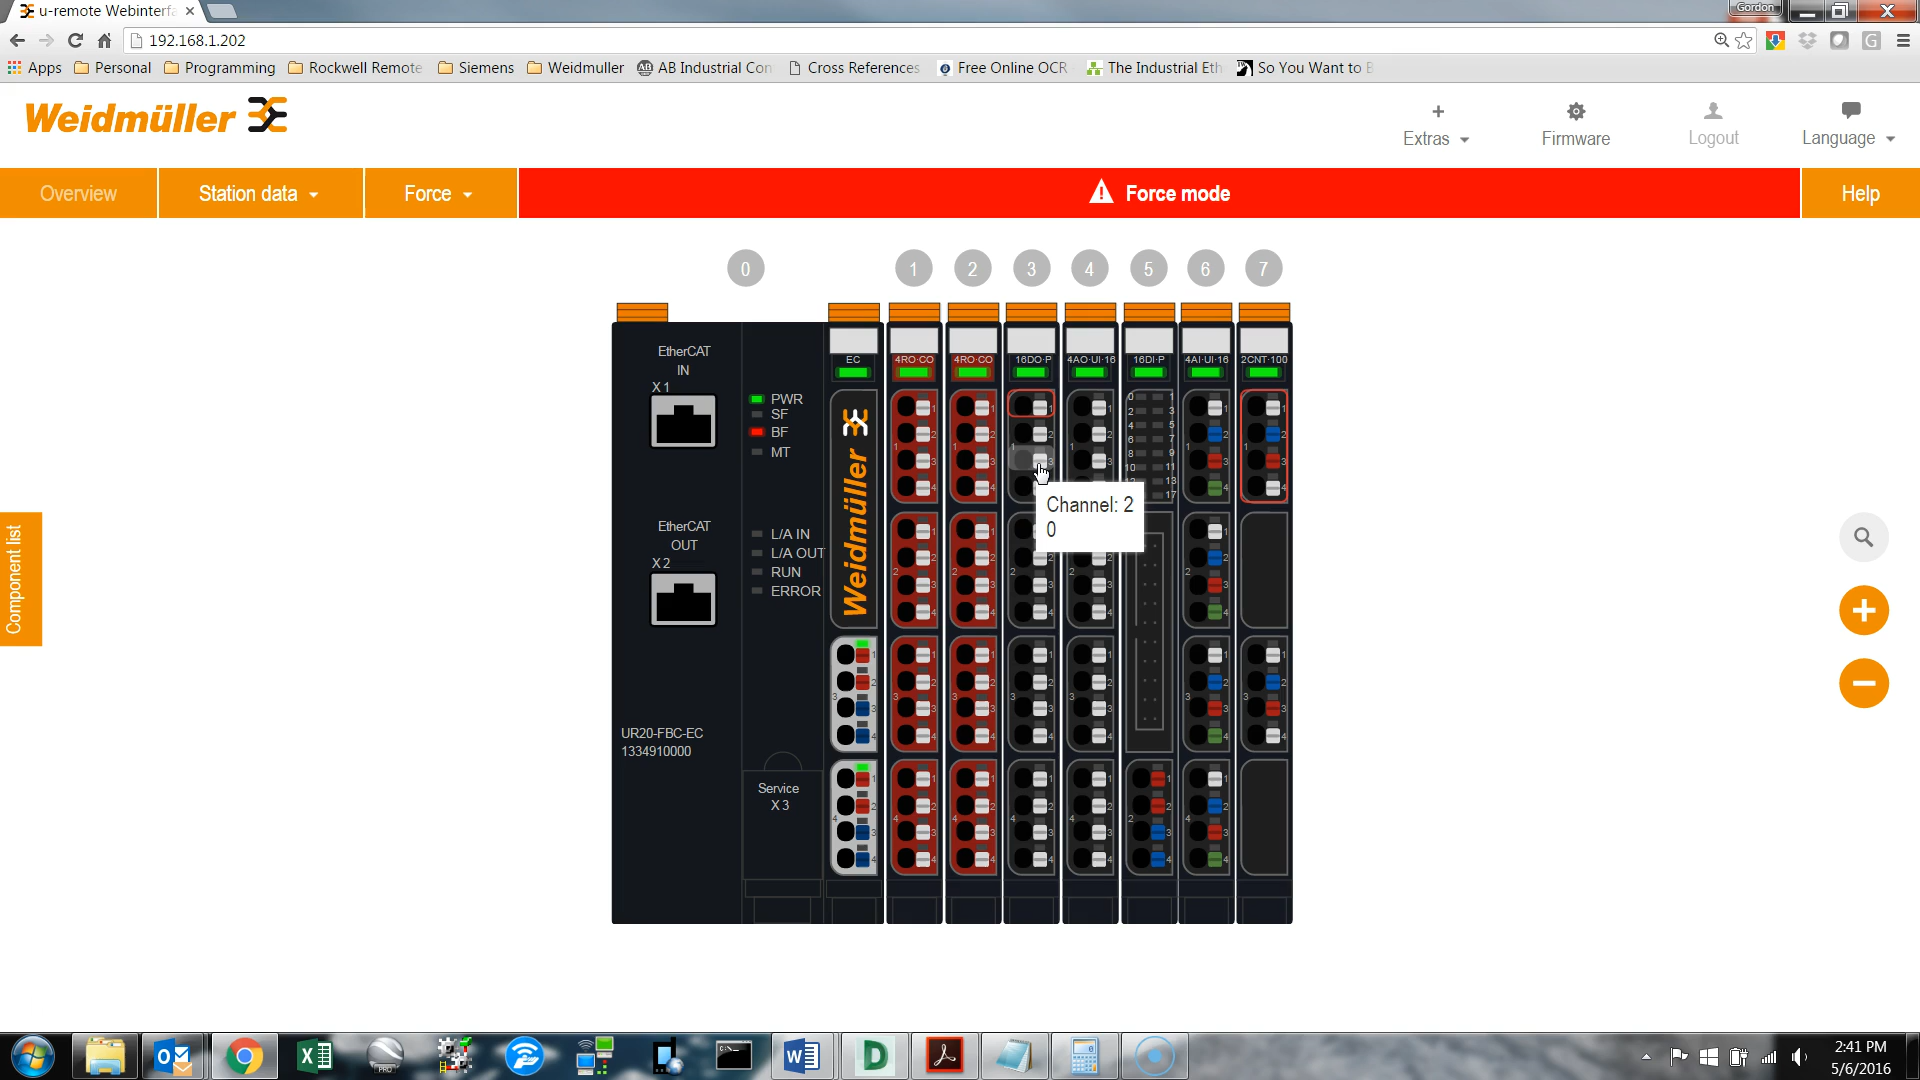 u-remote Webinterfa
Gordon
192.168.1.202
Apps
Personal
Programming
Rockwell Remote
Siemens
Weidmuller
AB Industrial Con
Cross References
Free Online OCR
The Industrial Eth
So You Want to B
Weidmüller
Extras
Firmware
Logout
Language
Overview
Station data
Force
Force mode
Help
0 1 2 3 4 5 6 7
EC 4RO-CO 4RO-CO 16DO-P 4AO-UI-16 16DI-P 4AI-UI-16 2CNT-100
EtherCAT
IN
X1
PWR
SF
BF
MT
Weidmüller
EtherCAT
OUT
X2
L/A IN
L/A OUT
RUN
ERROR
Channel: 2
0
Component list
UR20-FBC-EC
1334910000
Service
X3
PRO
2:41 PM
5/6/2016